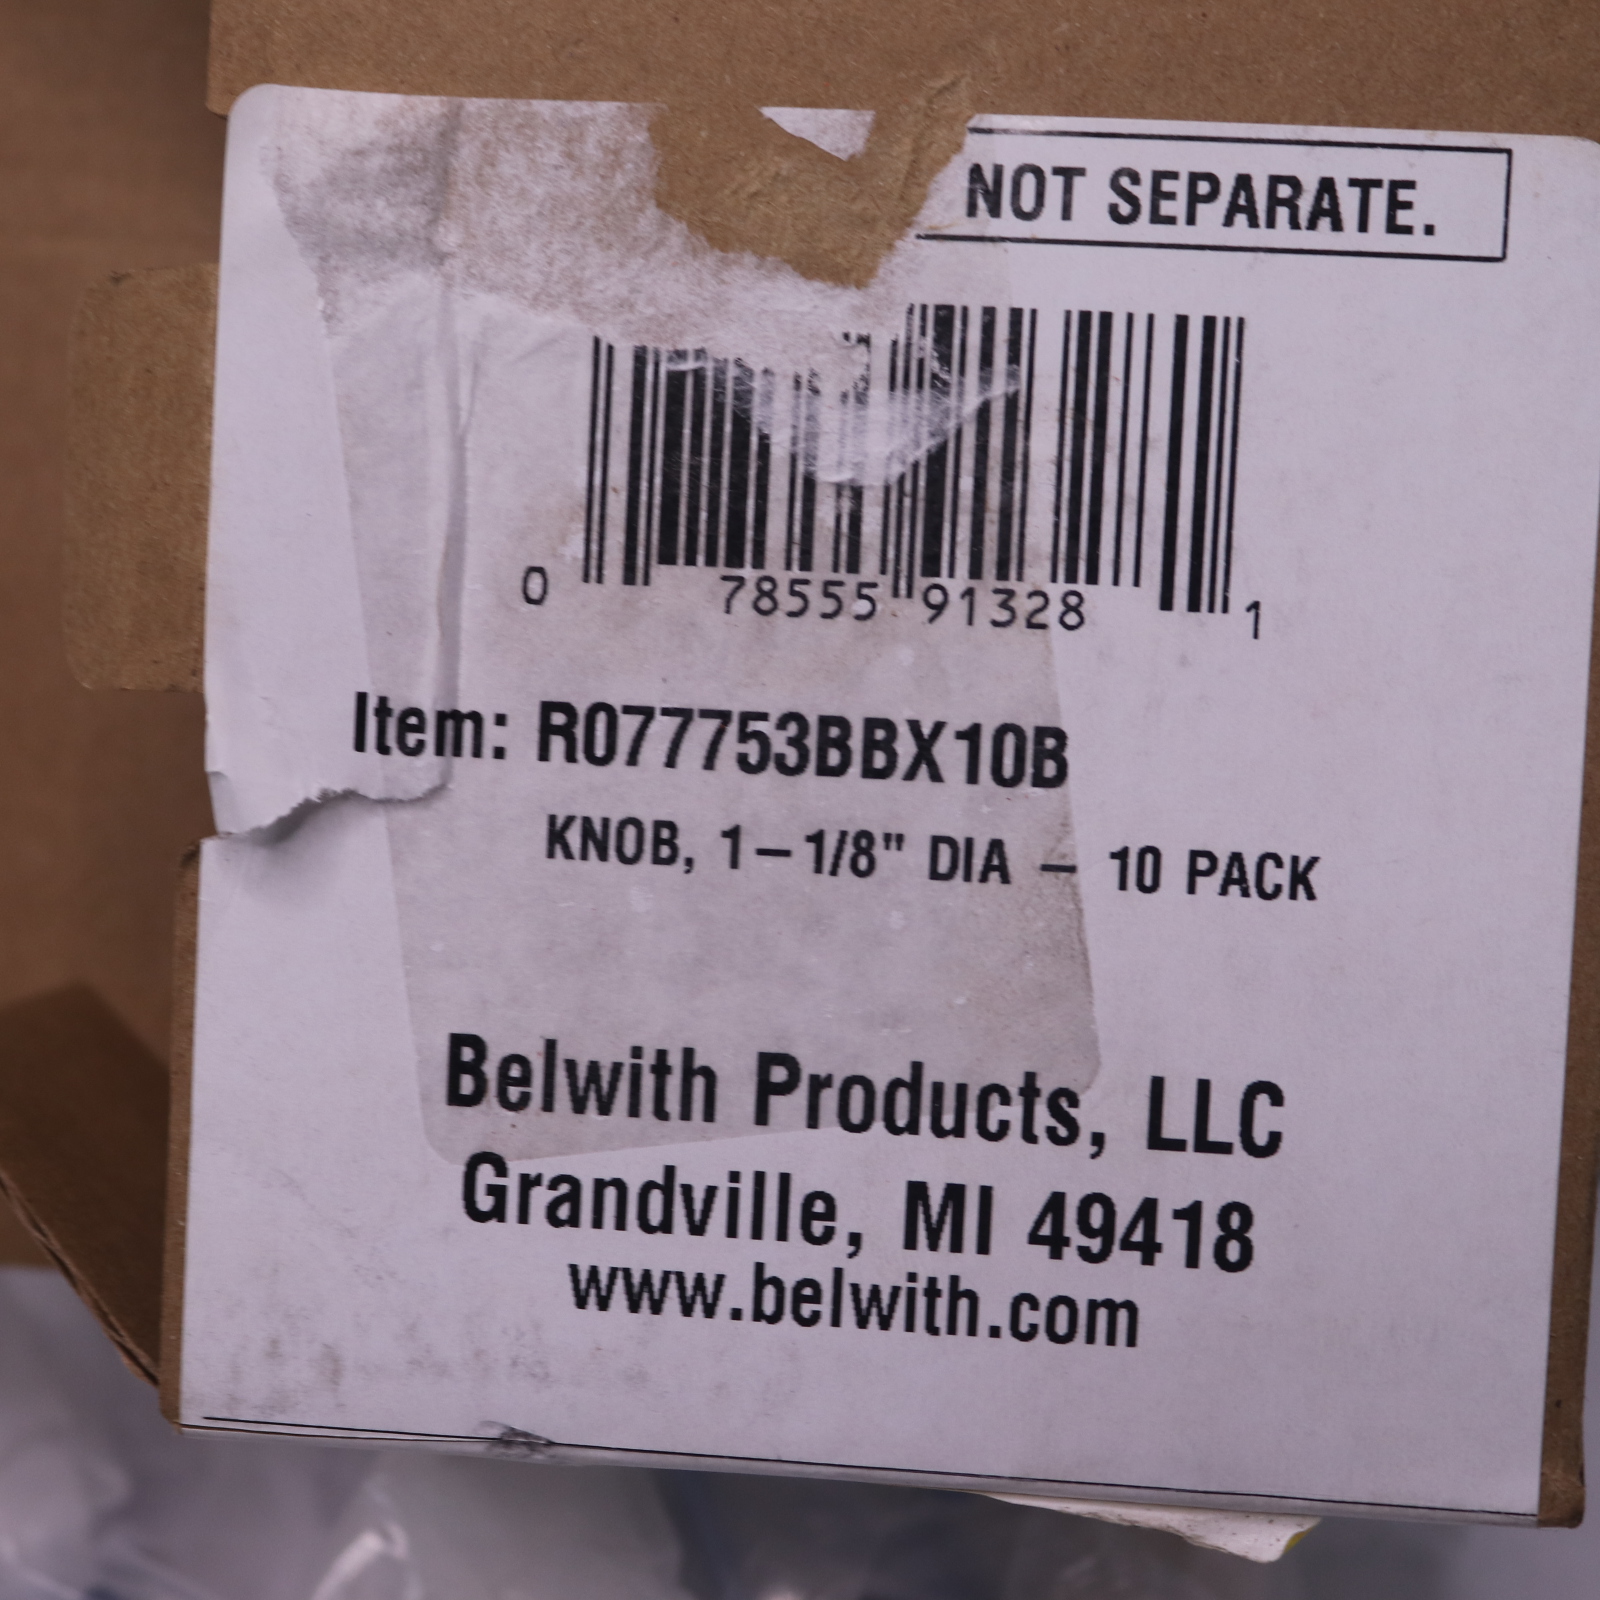 NOT SEPARATE.
0 78555 91328 1
Item: R077753BBX10B
KNOB, 1-1/8" DIA - 10 PACK
Belwith Products, LLC
Grandville, MI 49418
www.belwith.com